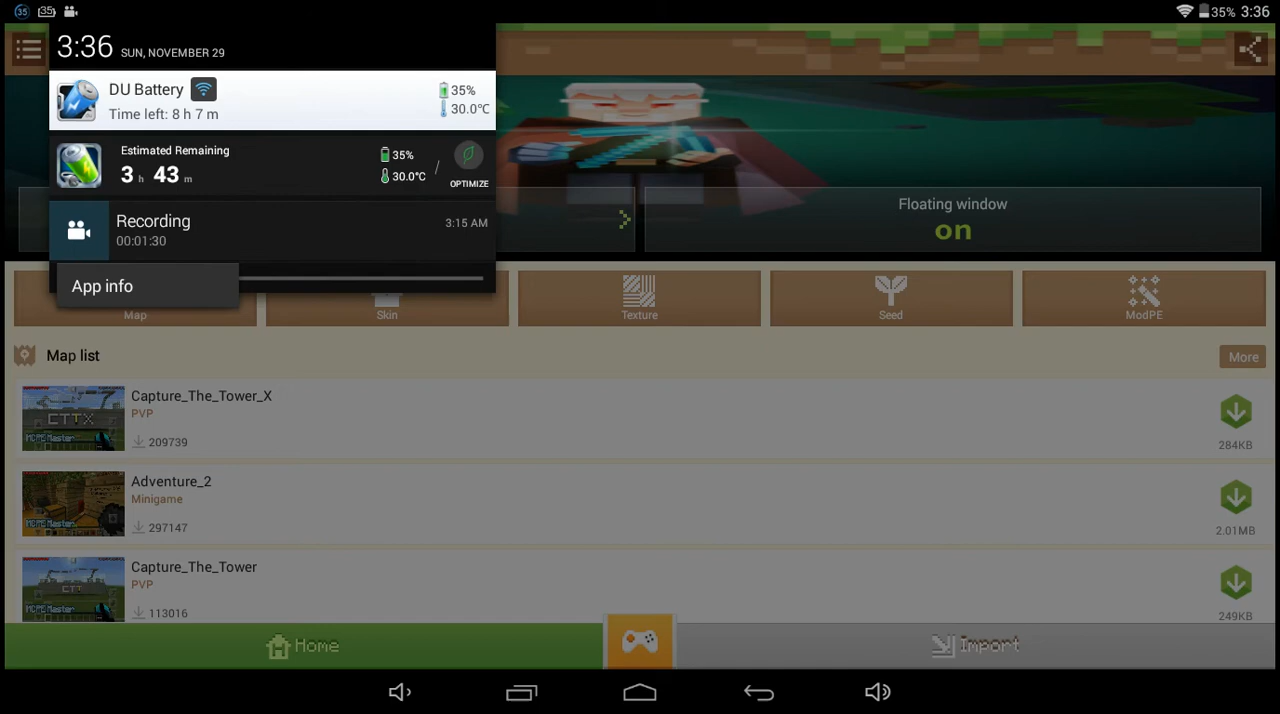 35 35 35% 3:36
3:36 SUN, NOVEMBER 29
DU Battery 35%
Time left: 8 h 7 m 30.0℃
Estimated Remaining 35%
3 h 43 m 30.0℃ / OPTIMIZE
Recording 3:15 AM
00:01:30
App info
Floating window
on
Map Skin Texture Seed ModPE
Map list More
Capture_The_Tower_X
PVP
209739 284KB
Adventure_2
Minigame
297147 2.01MB
Capture_The_Tower
PVP
113016 249KB
Home Import